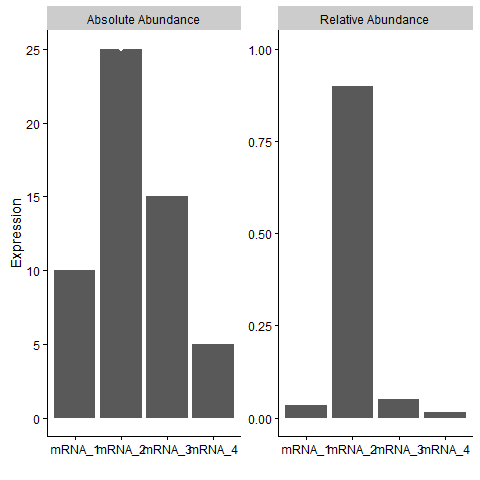 Absolute Abundance
Relative Abundance
Expression
25
20
15
10
5
0
mRNA_1 mRNA_2 mRNA_3 mRNA_4
1.00
0.75
0.50
0.25
0.00
mRNA_1 mRNA_2 mRNA_3 mRNA_4